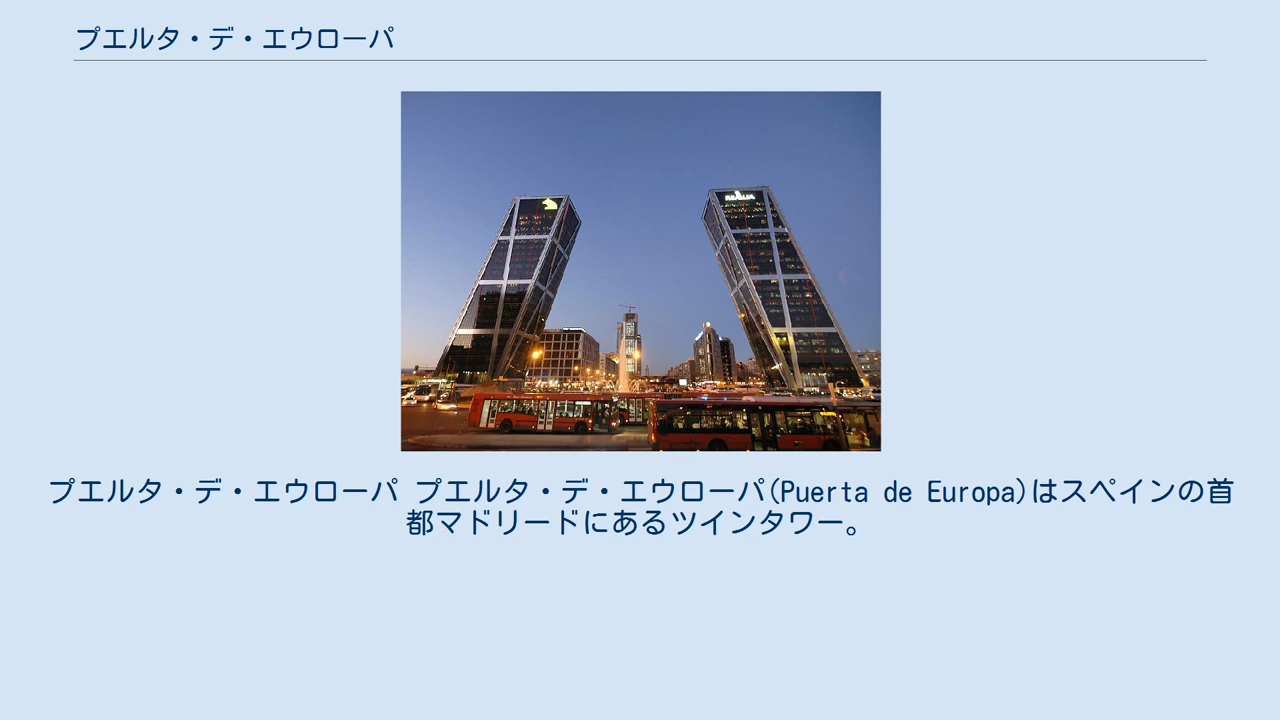 プエルタ・デ・エウローパ
プエルタ・デ・エウローパ プエルタ・デ・エウローパ(Puerta de Europa)はスペインの首
都マドリードにあるツインタワー。